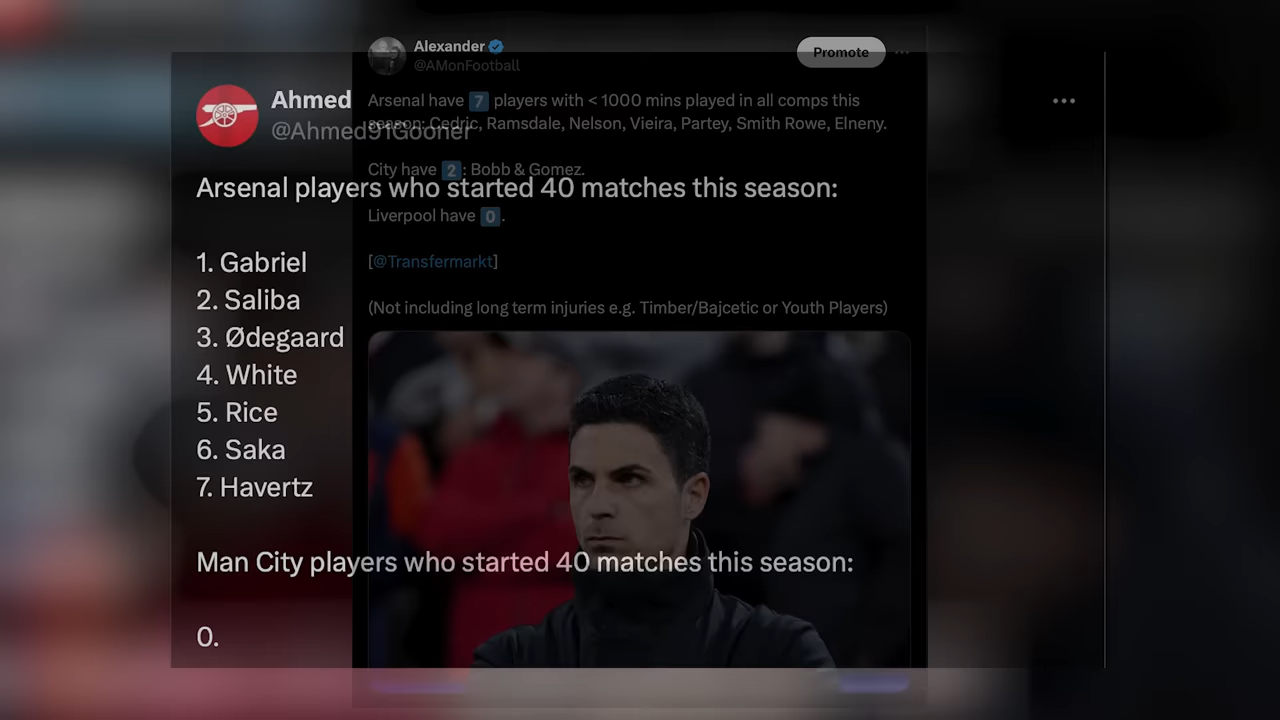 Alexander
@AMonFootball
Promote
Arsenal have 7 players with < 1000 mins played in all comps this
season: Cedric, Ramsdale, Nelson, Vieira, Partey, Smith Rowe, Elneny.
City have 2: Bobb & Gomez.
Liverpool have 0.
[@Transfermarkt]
(Not including long term injuries e.g. Timber/Bajcetic or Youth Players)
Ahmed
@Ahmed91Gooner
Arsenal players who started 40 matches this season:
1. Gabriel
2. Saliba
3. Ødegaard
4. White
5. Rice
6. Saka
7. Havertz
Man City players who started 40 matches this season:
0.